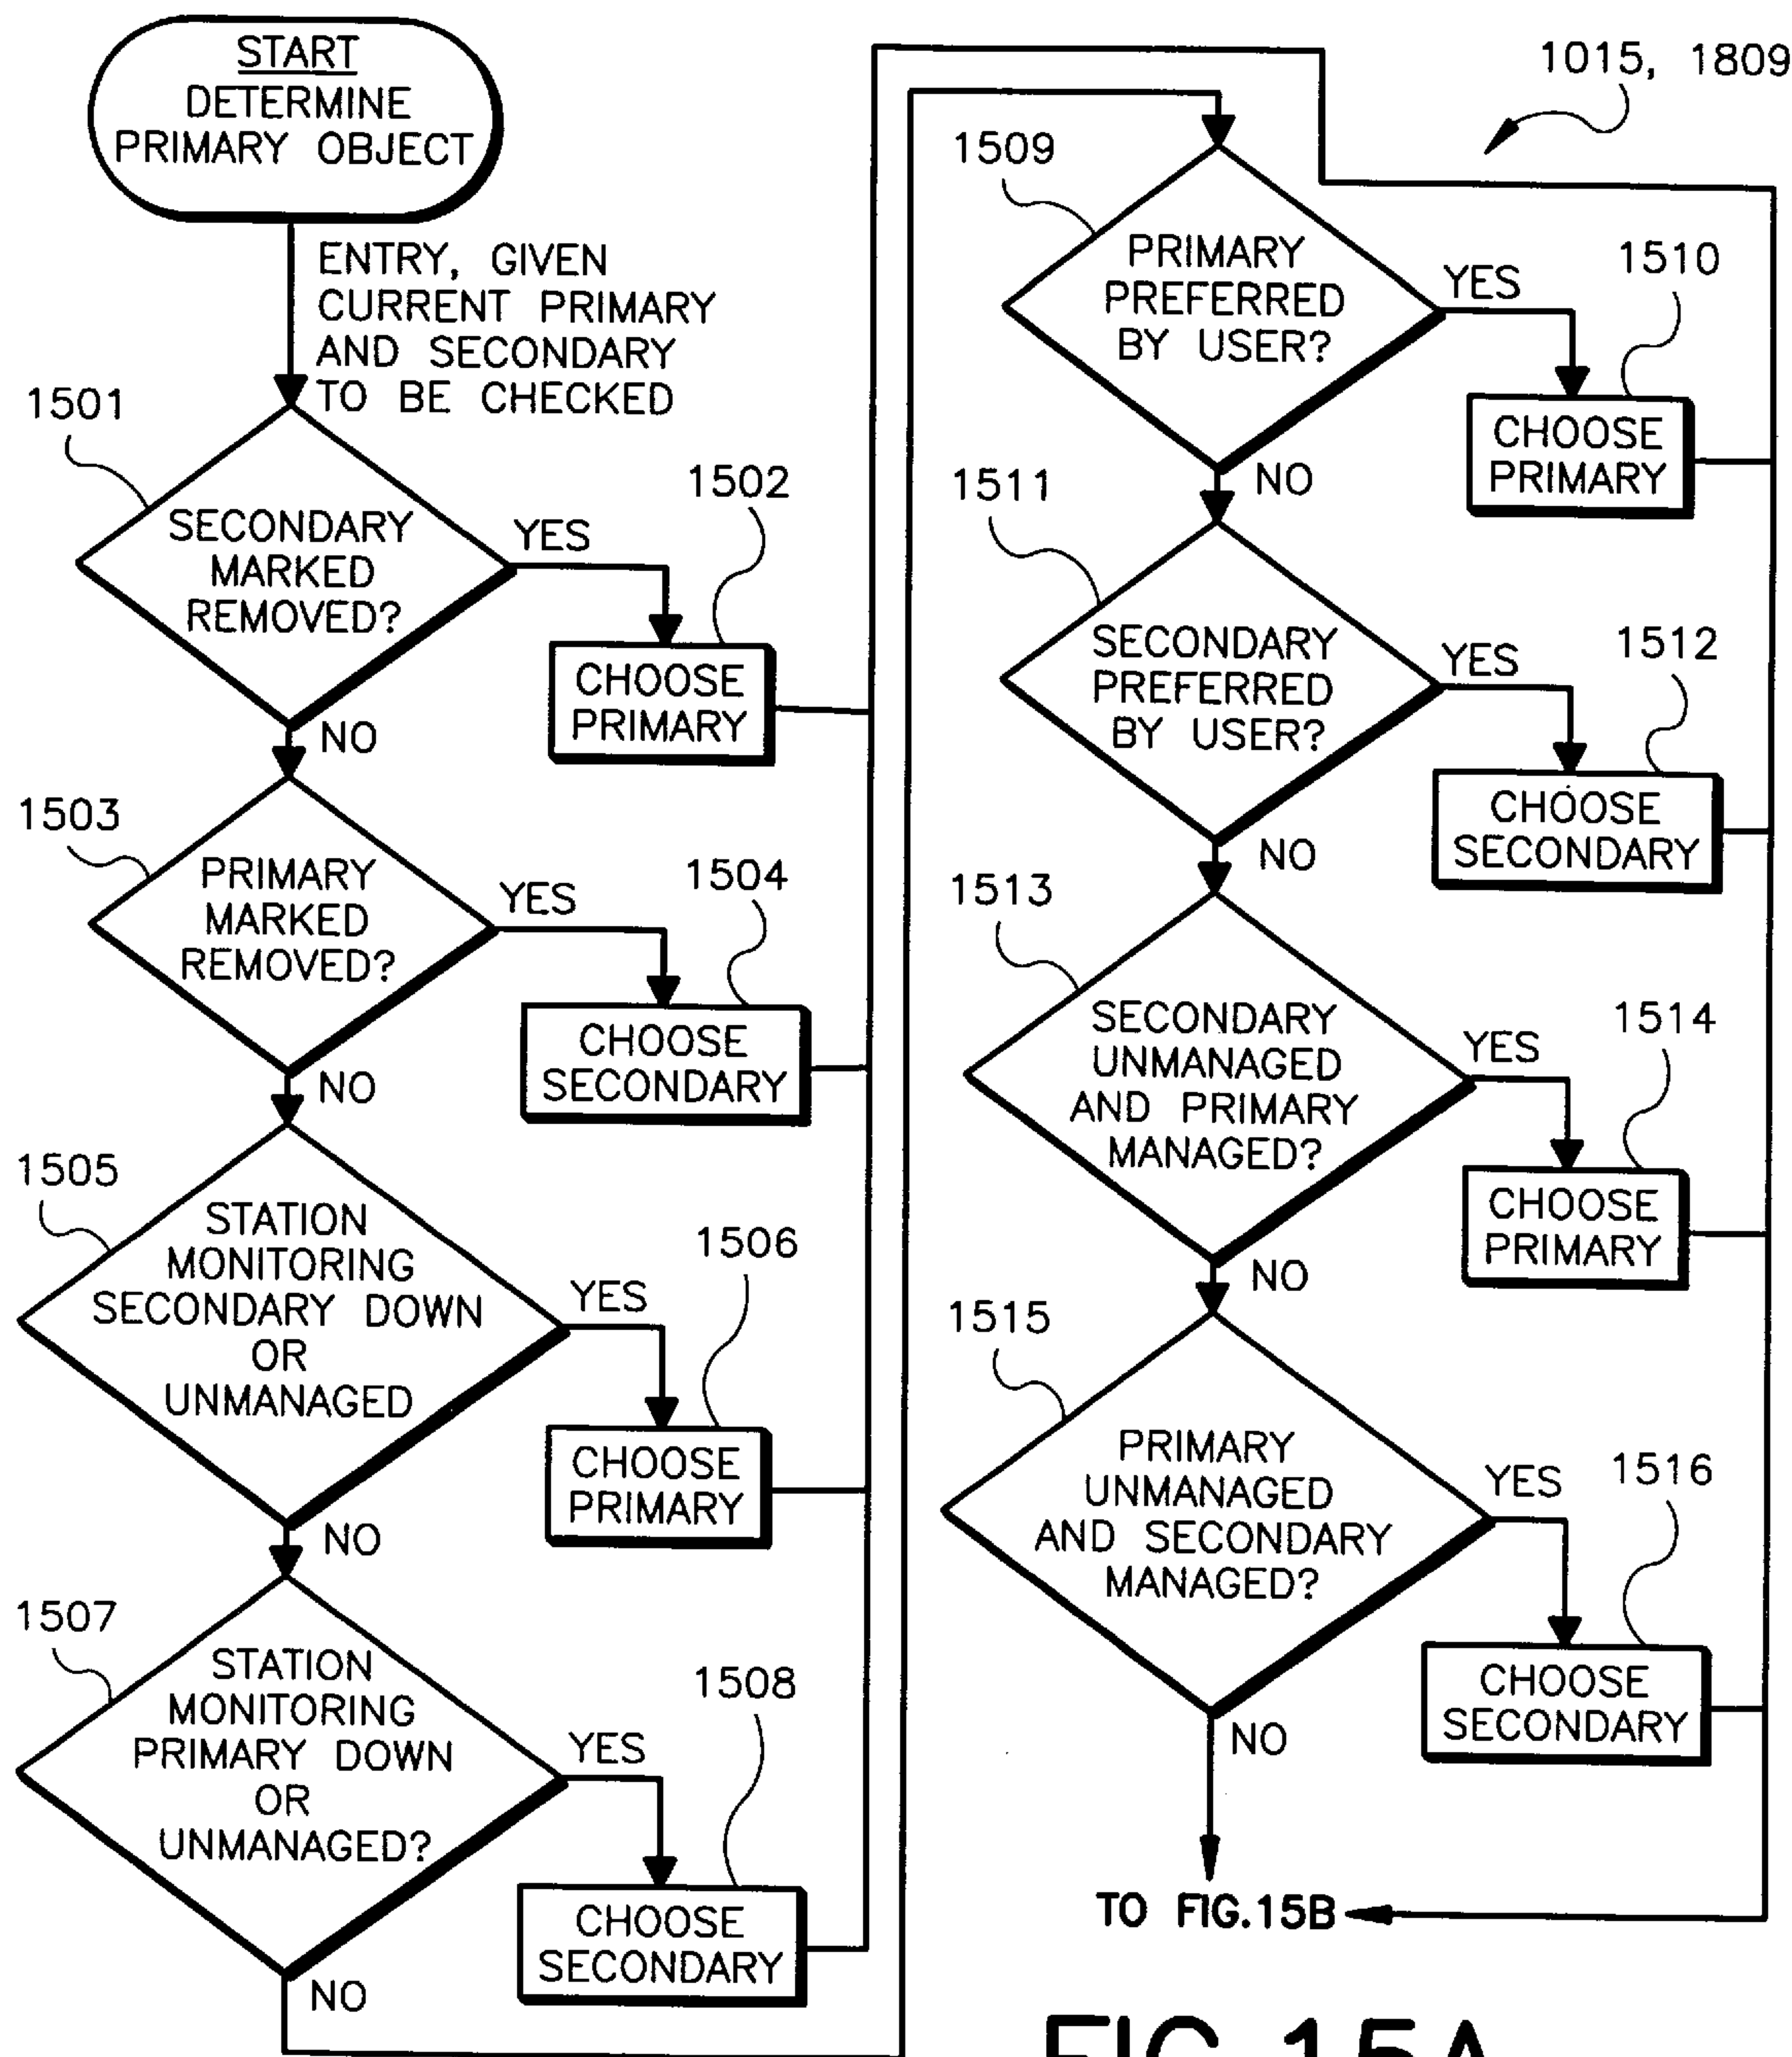 START
DETERMINE
PRIMARY OBJECT
ENTRY, GIVEN
CURRENT PRIMARY
AND SECONDARY
TO BE CHECKED
1501
SECONDARY
MARKED
REMOVED?
YES
1502
CHOOSE
PRIMARY
NO
1503
PRIMARY
MARKED
REMOVED?
YES
1504
CHOOSE
SECONDARY
NO
1505
STATION
MONITORING
SECONDARY DOWN
OR
UNMANAGED
YES
1506
CHOOSE
PRIMARY
NO
1507
STATION
MONITORING
PRIMARY DOWN
OR
UNMANAGED?
YES
1508
CHOOSE
SECONDARY
NO
1015, 1809
1509
PRIMARY
PREFERRED
BY USER?
YES
1510
CHOOSE
PRIMARY
NO
1511
SECONDARY
PREFERRED
BY USER?
YES
1512
CHOOSE
SECONDARY
NO
1513
SECONDARY
UNMANAGED
AND PRIMARY
MANAGED?
YES
1514
CHOOSE
PRIMARY
NO
1515
PRIMARY
UNMANAGED
AND SECONDARY
MANAGED?
YES
1516
CHOOSE
SECONDARY
NO
TO FIG.15B
FIG.15A